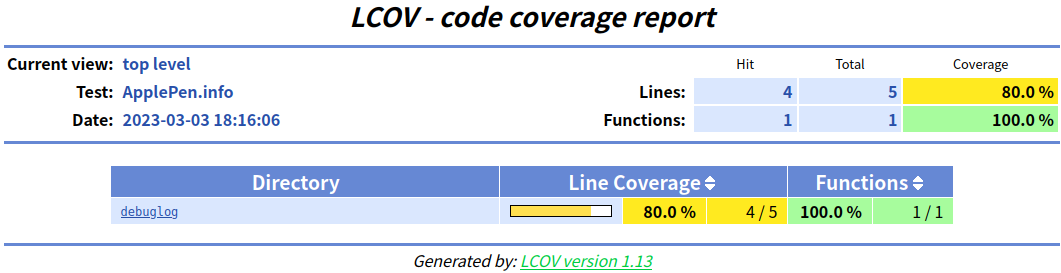 LCOV - code coverage report
Current view: top level Hit Total Coverage
Test: ApplePen.info Lines: 4 5 80.0 %
Date: 2023-03-03 18:16:06 Functions: 1 1 100.0 %
Directory Line Coverage Functions
debuglog 80.0 % 4 / 5 100.0 % 1 / 1
Generated by: LCOV version 1.13